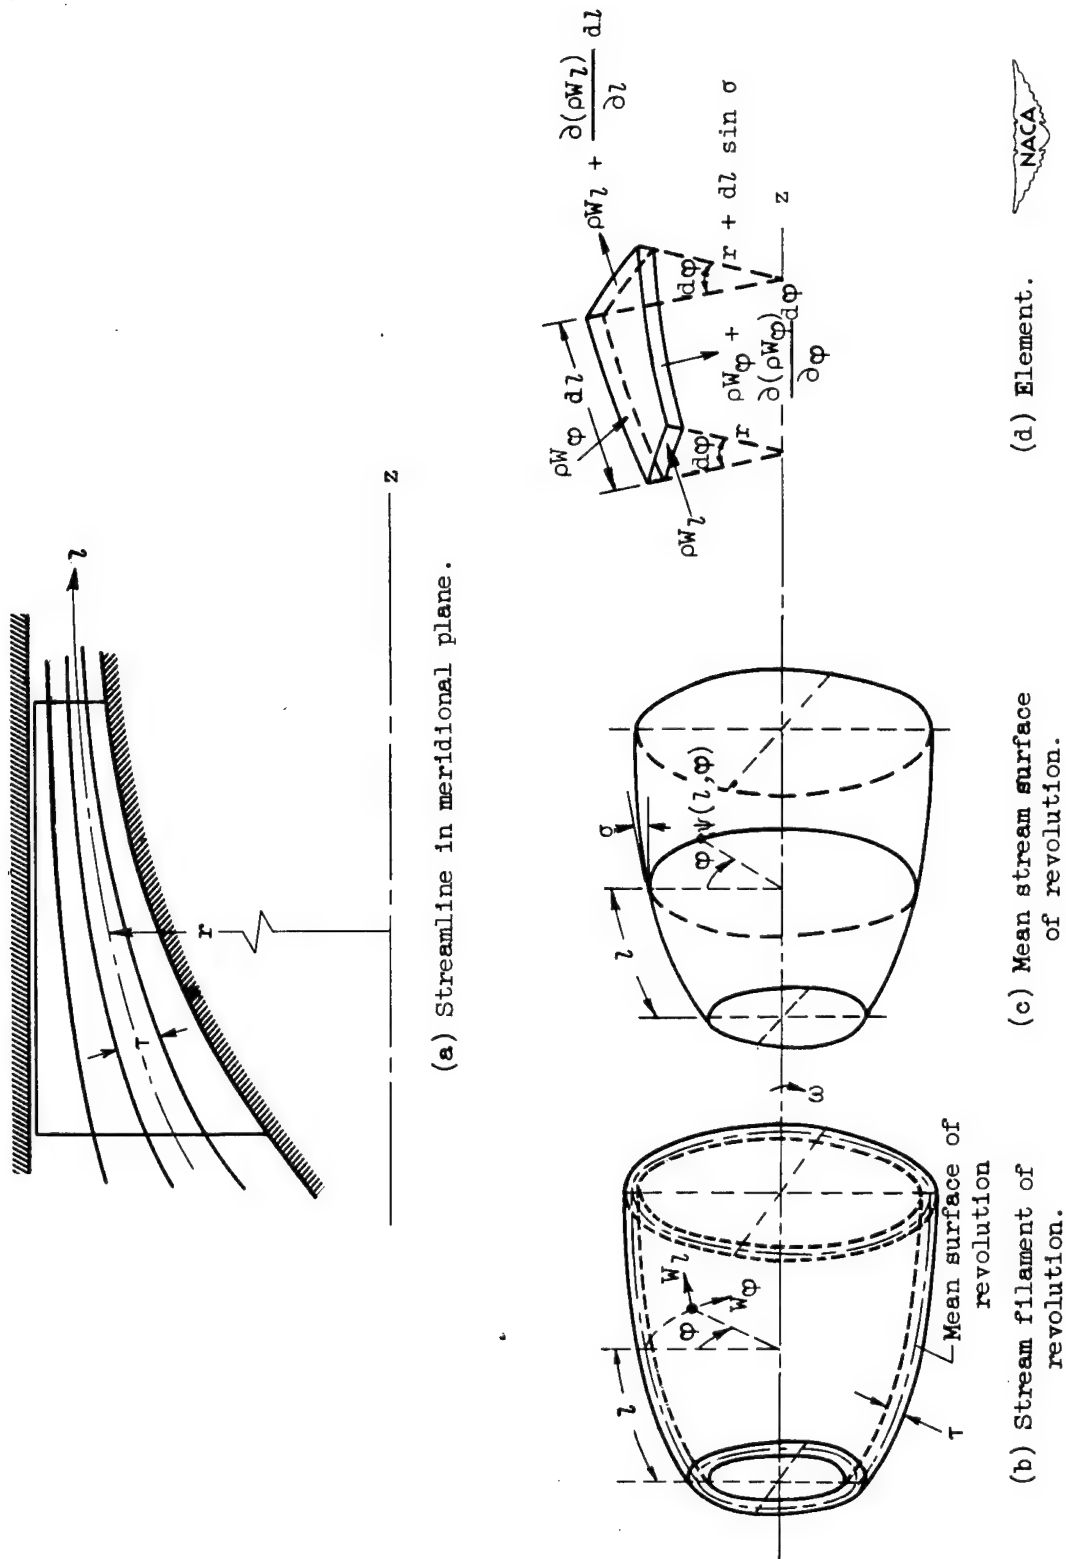 l
τ
r
z
(a) Streamline in meridional plane.
l
W_l
φ
W_φ
ω
τ
Mean surface of
revolution
(b) Stream filament of
revolution.
l
σ
φ
ψ(l,φ)
(c) Mean stream surface
of revolution.
ρW_φ
dl
ρW_l + ∂(ρW_l)/∂l dl
ρW_l
dφ
r
dφ
r + dl sin σ
ρW_φ +
∂(ρW_φ)/∂φ dφ
z
(d) Element.
NACA